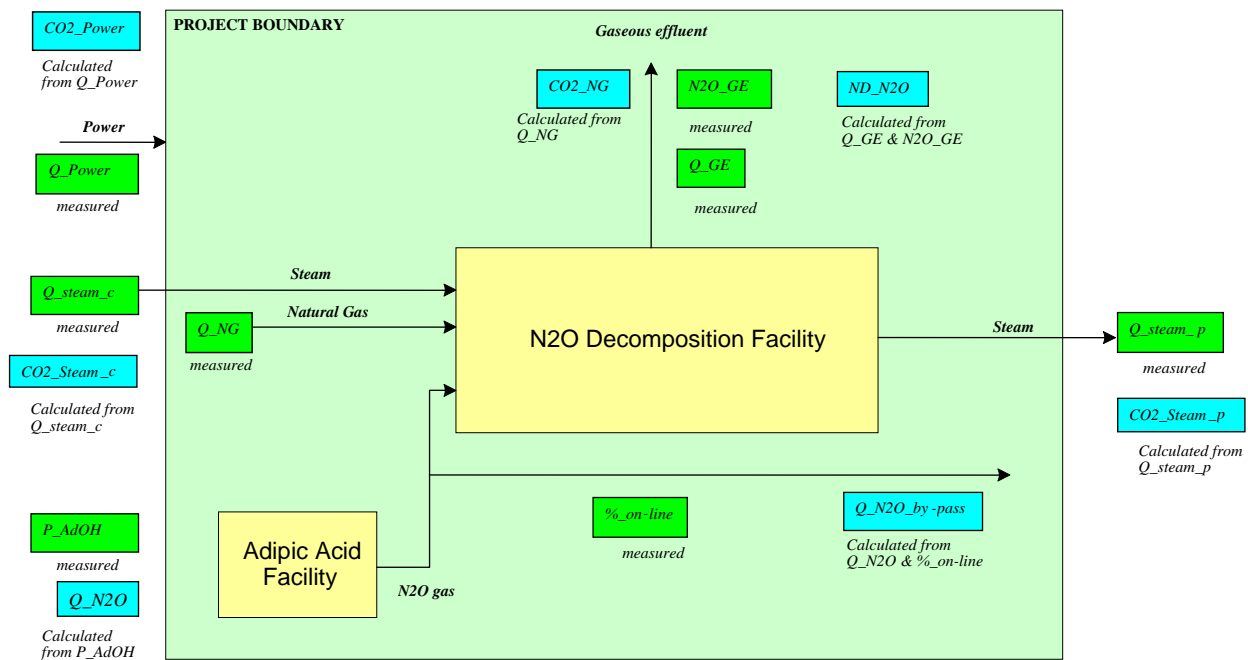 CO2_Power
Calculated
from Q_Power
Power
Q_Power
measured
Q_steam_c
measured
CO2_Steam_c
Calculated from
Q_steam_c
P_AdOH
measured
Q_N2O
Calculated
from P_AdOH
PROJECT BOUNDARY
Gaseous effluent
CO2_NG
Calculated from
Q_NG
N2O_GE
measured
Q_GE
measured
ND_N2O
Calculated from
Q_GE & N2O_GE
Steam
Natural Gas
Q_NG
measured
N2O Decomposition Facility
Steam
Q_steam_p
measured
CO2_Steam_p
Calculated from
Q_steam_p
Adipic Acid
Facility
N2O gas
%_on-line
measured
Q_N2O_by-pass
Calculated from
Q_N2O & %_on-line